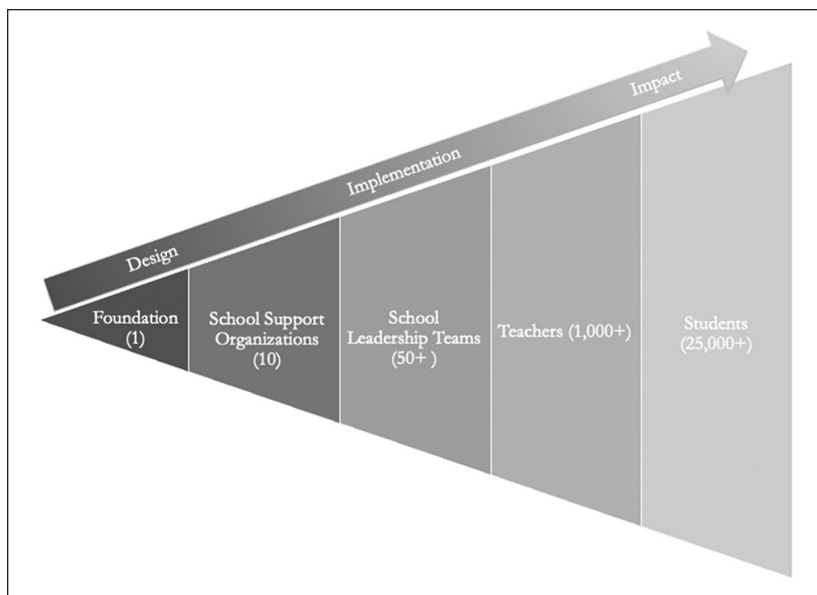 Impact
Implementation
Design
Foundation
(1)
School Support
Organizations
(10)
School
Leadership Teams
(50+ )
Teachers (1,000+)
Students
(25,000+)